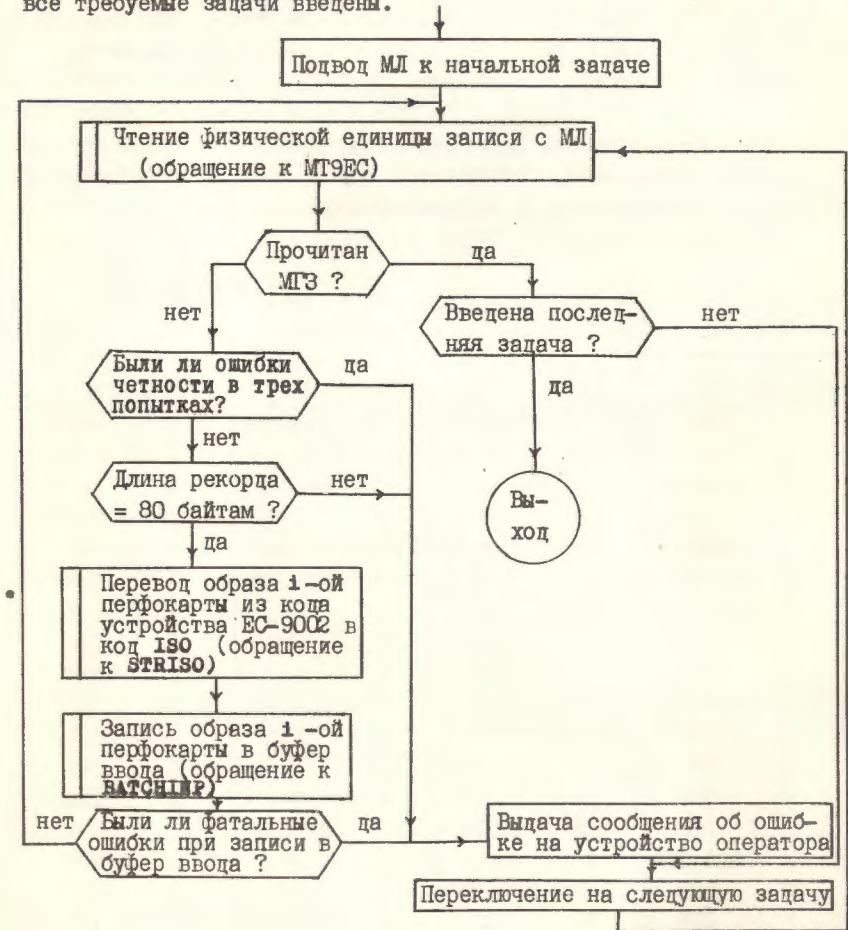 все требуемые задачи введены.
Подвод МЛ к начальной задаче
Чтение физической единицы записи с МЛ
(обращение к МТ9ЕС)
Прочитан
МГЗ ?
да
нет
Введена послед-
няя задача ?
нет
да
Вы-
ход
Были ли ошибки
четности в трех
попытках?
да
нет
Длина рекорда
= 80 байтам ?
нет
да
Перевод образа i-ой
перфокарты из кода
устройства ЕС-9002 в
код ISO (обращение
к STRISO)
Запись образа i-ой
перфокарты в буфер
ввода (обращение к
BATCHINP)
нет
Были ли фатальные
ошибки при записи в
буфер ввода ?
да
Выдача сообщения об ошиб-
ке на устройство оператора
Переключение на следующую задачу